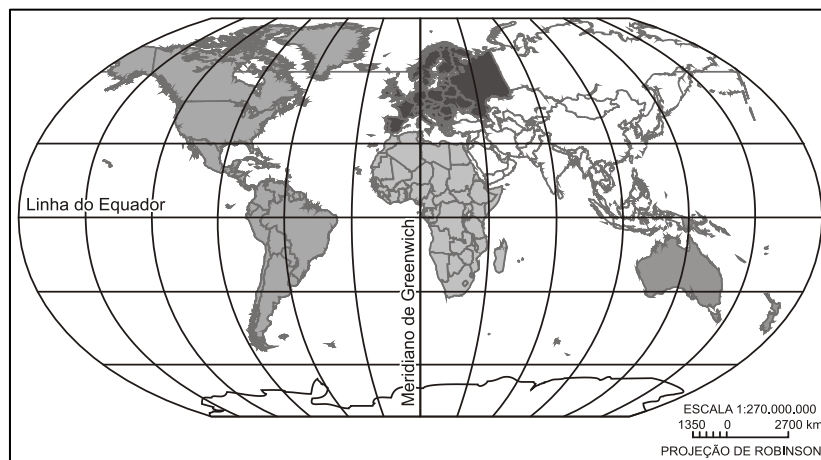 Linha do Equador
Meridiano de Greenwich
ESCALA 1:270.000.000
1350 0 2700 km
PROJEÇÃO DE ROBINSON